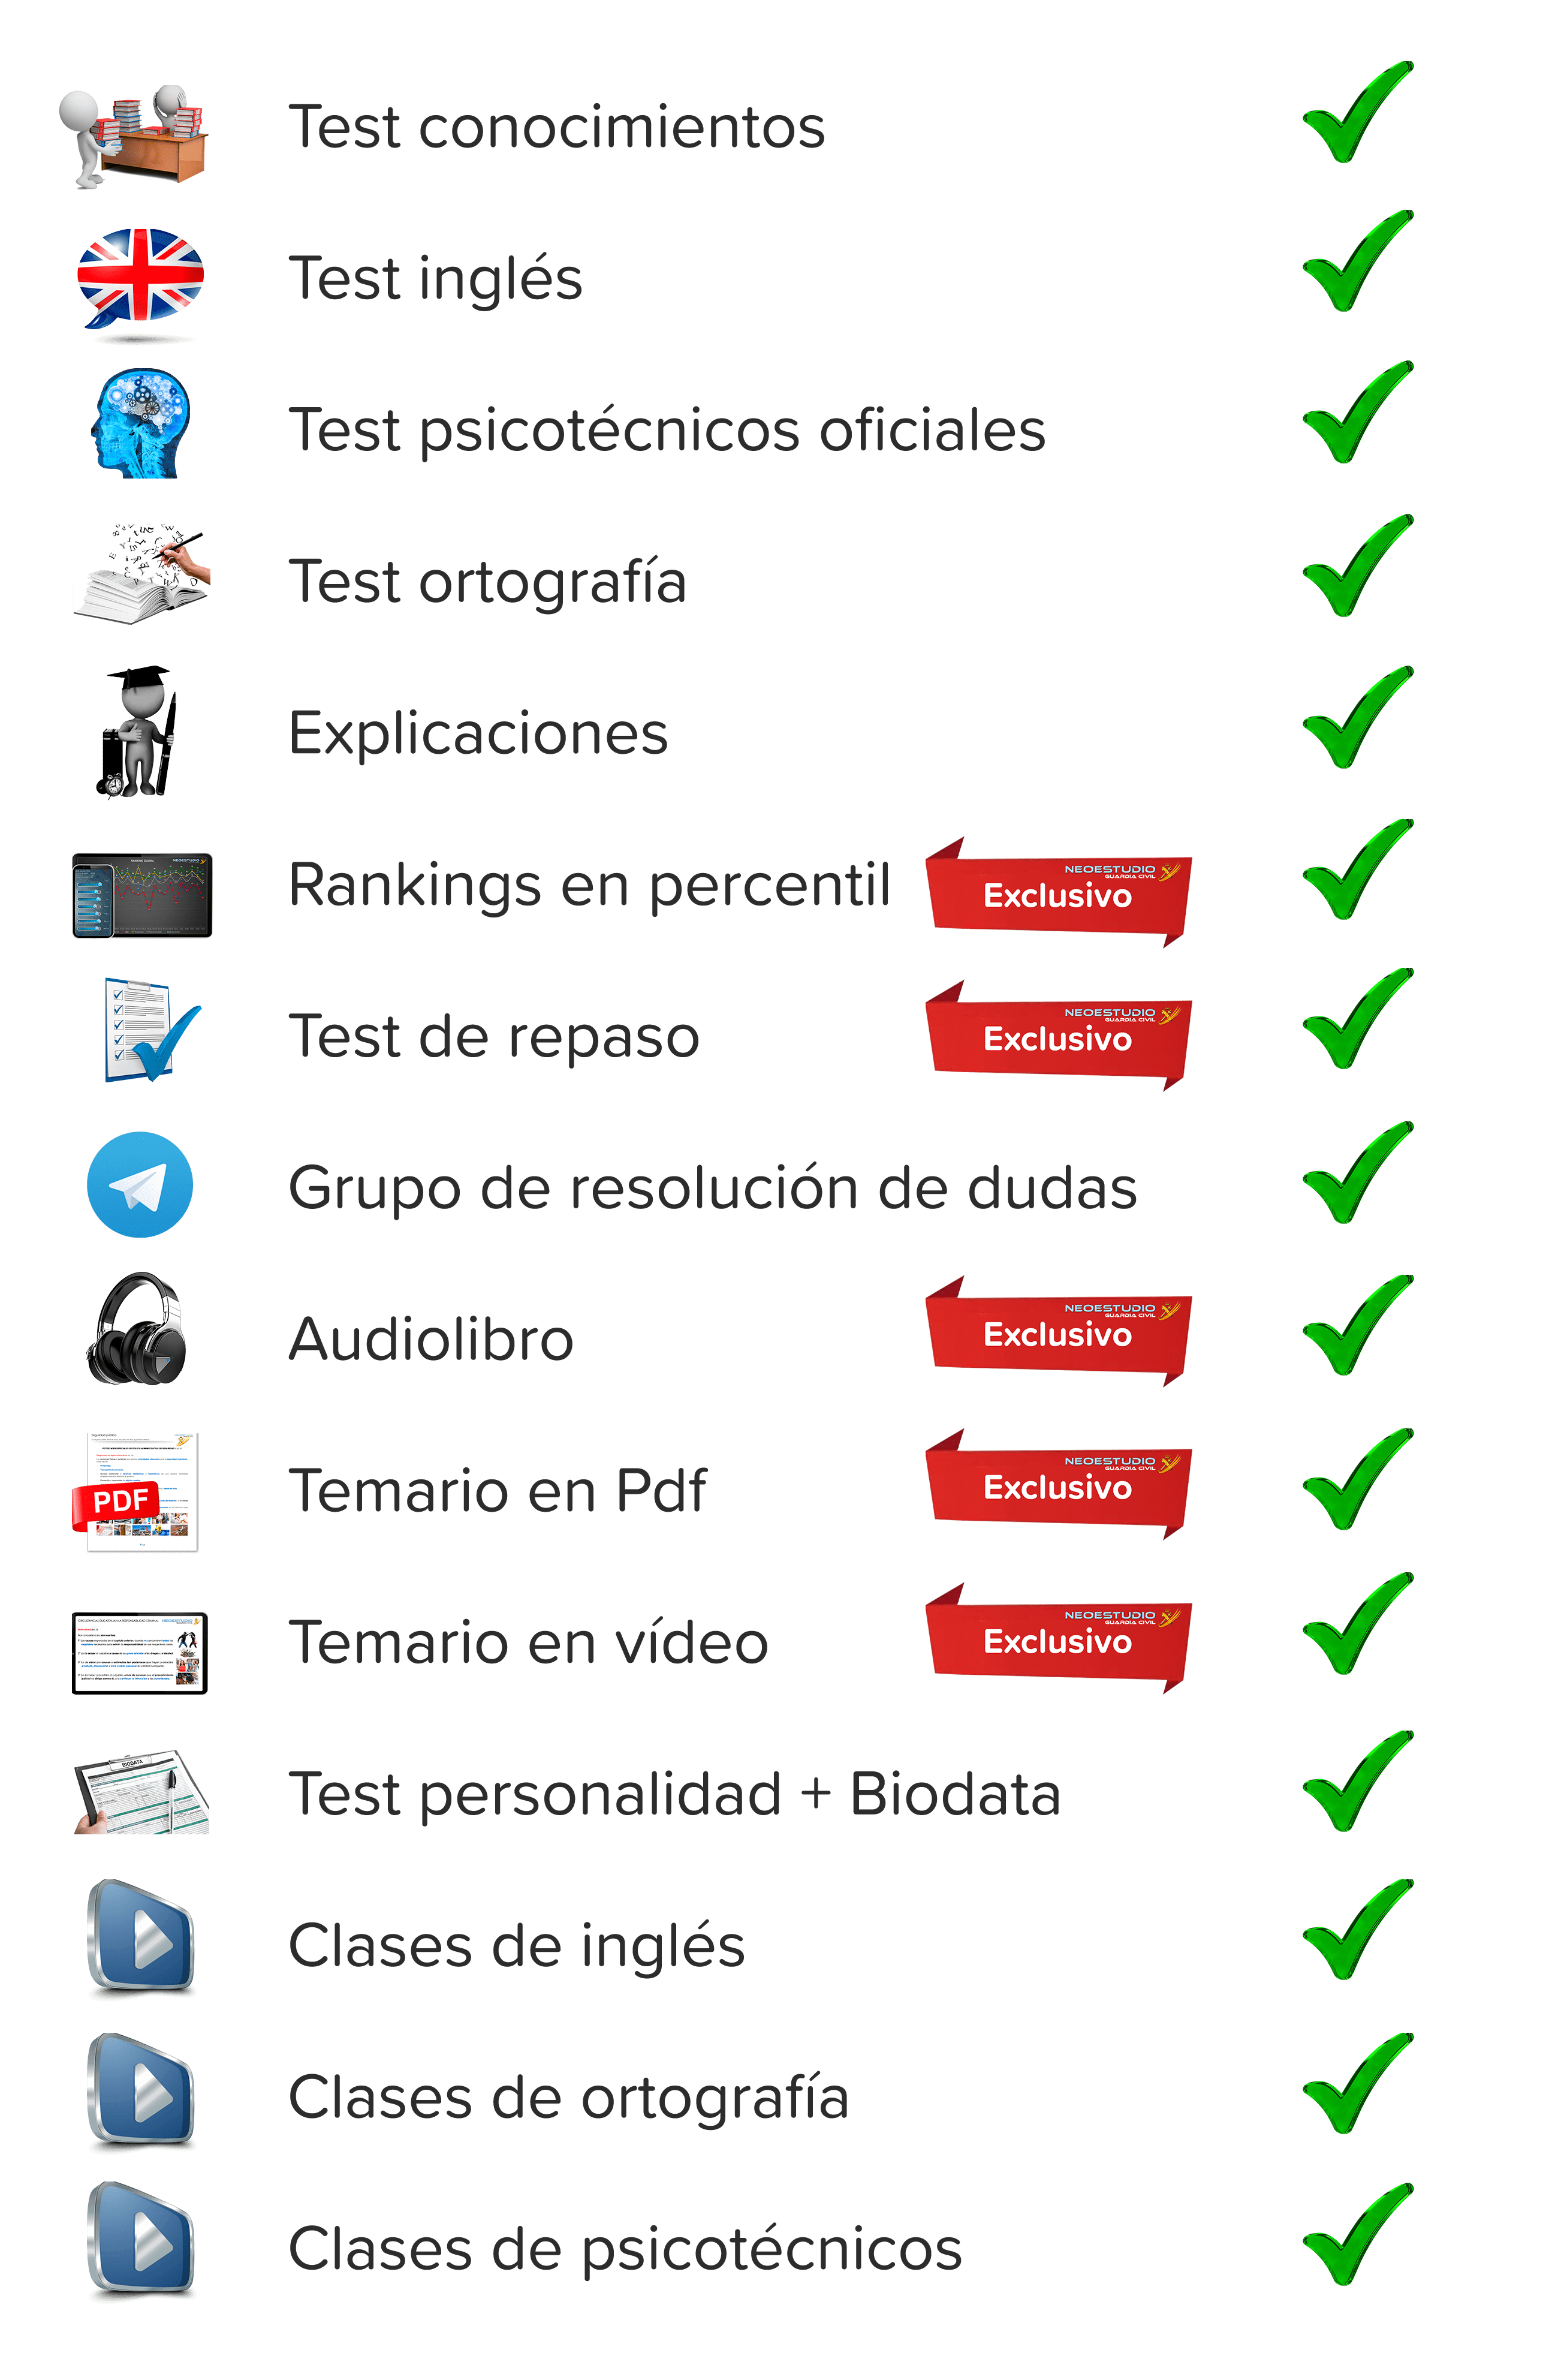 Test conocimientos
Test inglés
Test psicotécnicos oficiales
Test ortografía
Explicaciones
Rankings en percentil
NEOESTUDIO
GUARDIA CIVIL
Exclusivo
Test de repaso
NEOESTUDIO
GUARDIA CIVIL
Exclusivo
Grupo de resolución de dudas
Audiolibro
NEOESTUDIO
GUARDIA CIVIL
Exclusivo
PDF
Temario en Pdf
NEOESTUDIO
GUARDIA CIVIL
Exclusivo
Temario en vídeo
NEOESTUDIO
GUARDIA CIVIL
Exclusivo
BIODATA
Test personalidad + Biodata
Clases de inglés
Clases de ortografía
Clases de psicotécnicos